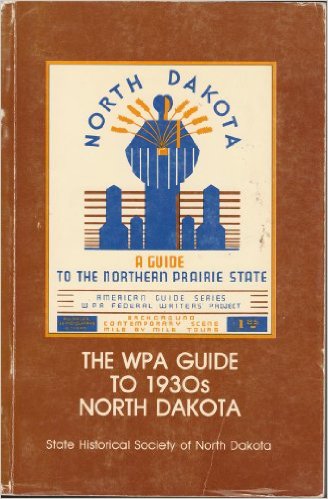 NORTH DAKOTA
A GUIDE
TO THE NORTHERN PRAIRIE STATE
AMERICAN GUIDE SERIES
WPA FEDERAL WRITERS' PROJECT
BACKGROUND
CONTEMPORARY SCENE
MILE BY MILE TOURS
THE WPA GUIDE
TO 1930s
NORTH DAKOTA
State Historical Society of North Dakota